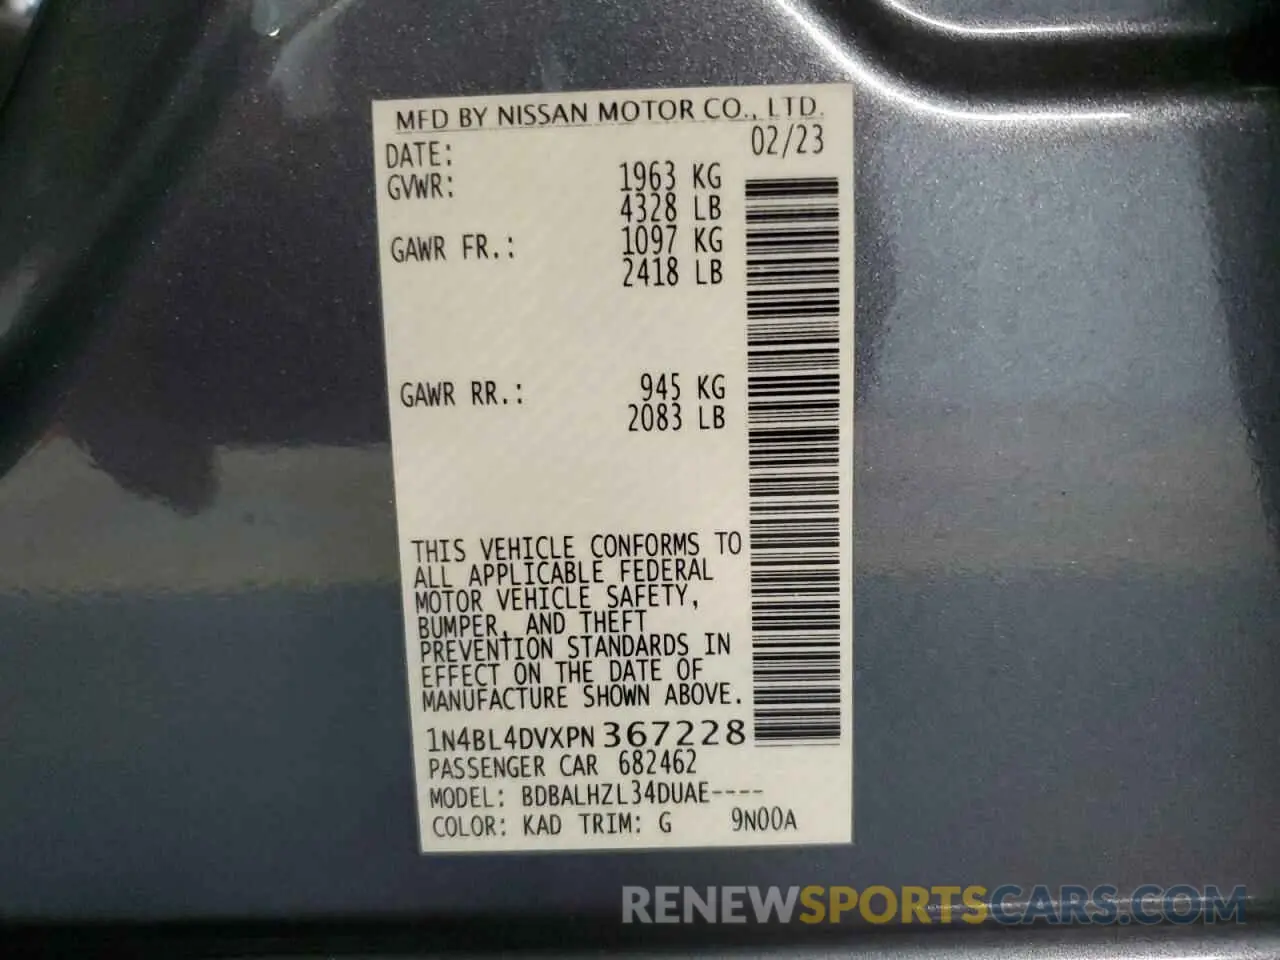 MFD BY NISSAN MOTOR CO., LTD.
DATE: 02/23
GVWR: 1963 KG
4328 LB
GAWR FR.: 1097 KG
2418 LB
GAWR RR.: 945 KG
2083 LB
THIS VEHICLE CONFORMS TO
ALL APPLICABLE FEDERAL
MOTOR VEHICLE SAFETY,
BUMPER, AND THEFT
PREVENTION STANDARDS IN
EFFECT ON THE DATE OF
MANUFACTURE SHOWN ABOVE.
1N4BL4DVXPN367228
PASSENGER CAR 682462
MODEL: BDBALHZL34DUAE----
COLOR: KAD TRIM: G 9N00A
RENEWSPORTSCARS.COM